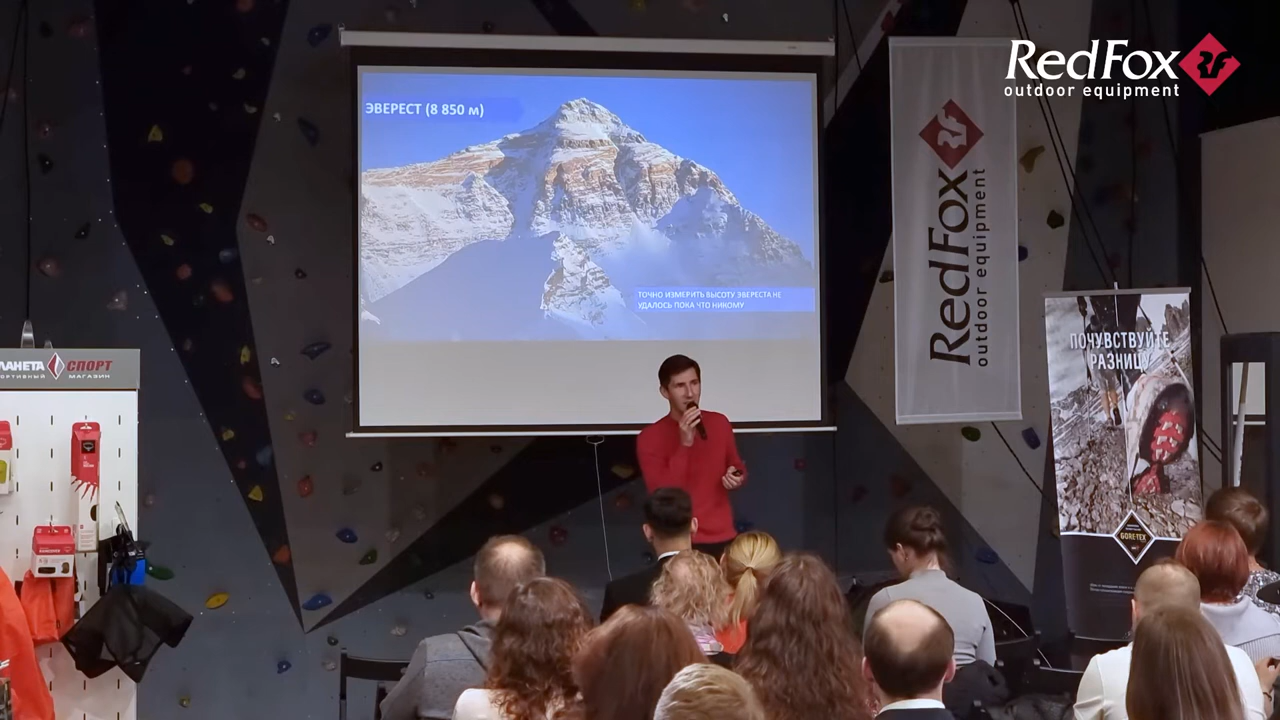 RedFox
outdoor equipment
ЭВЕРЕСТ (8 850 м)
ТОЧНО ИЗМЕРИТЬ ВЫСОТУ ЭВЕРЕСТА НЕ
УДАЛОСЬ ПОКА ЧТО НИКОМУ
RedFox
outdoor equipment
ПОЧУВСТВУЙТЕ
РАЗНИЦУ
GORE-TEX
ЛАНЕТА СПОРТ
ОРТИВНЫЙ МАГАЗИН